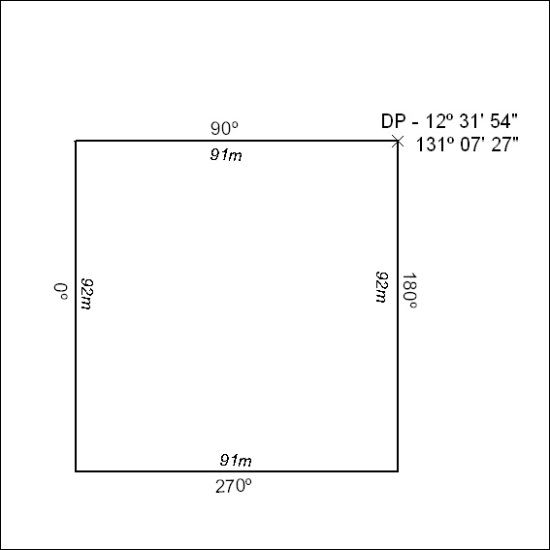 DP - 12º 31' 54"
131º 07' 27"
90º
91m
0º
92m
92m
180º
91m
270º